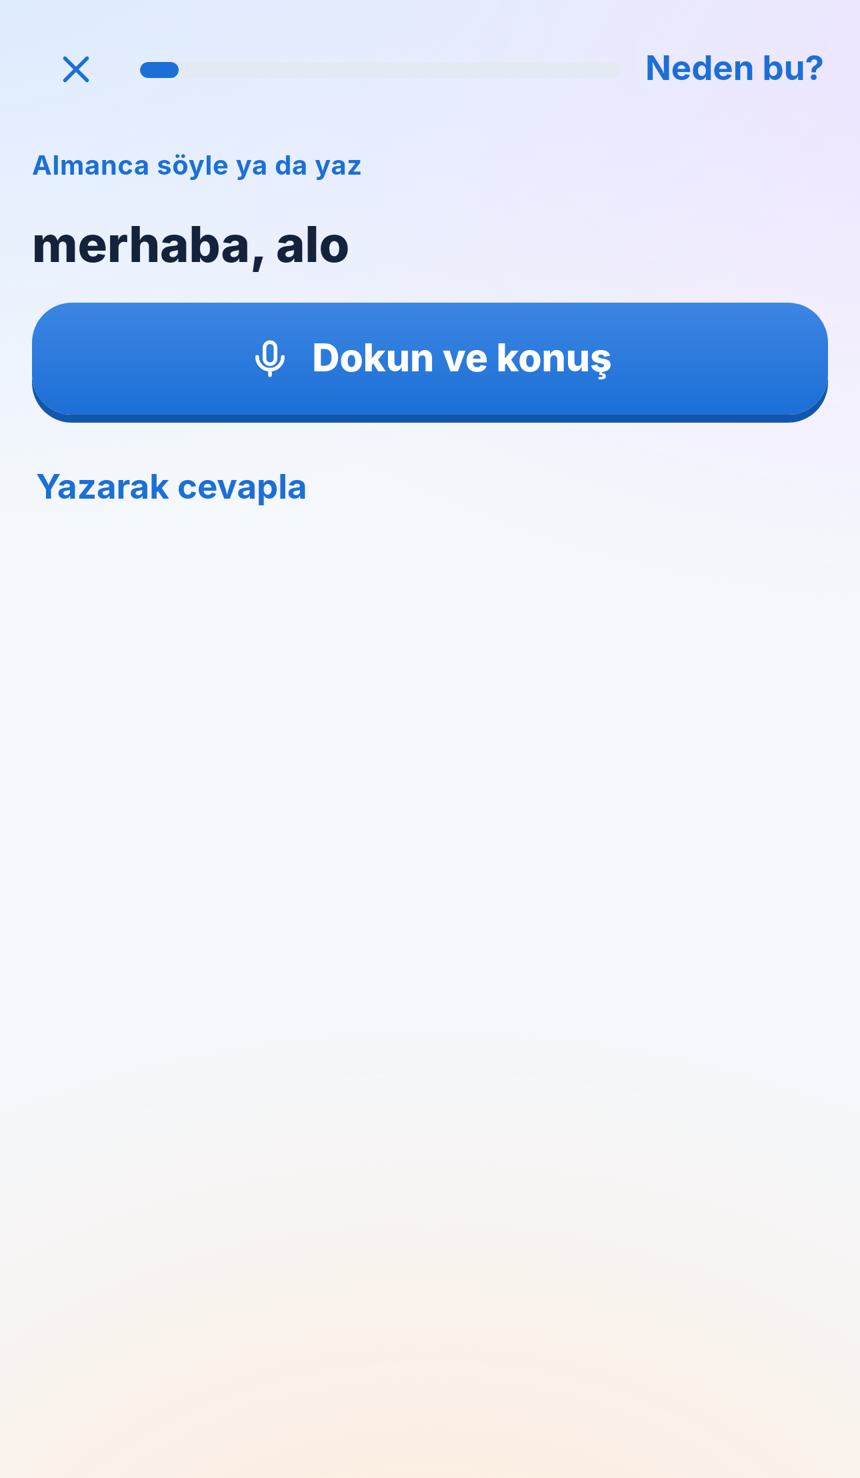 Neden bu?
Almanca söyle ya da yaz
merhaba, alo
Dokun ve konuş
Yazarak cevapla